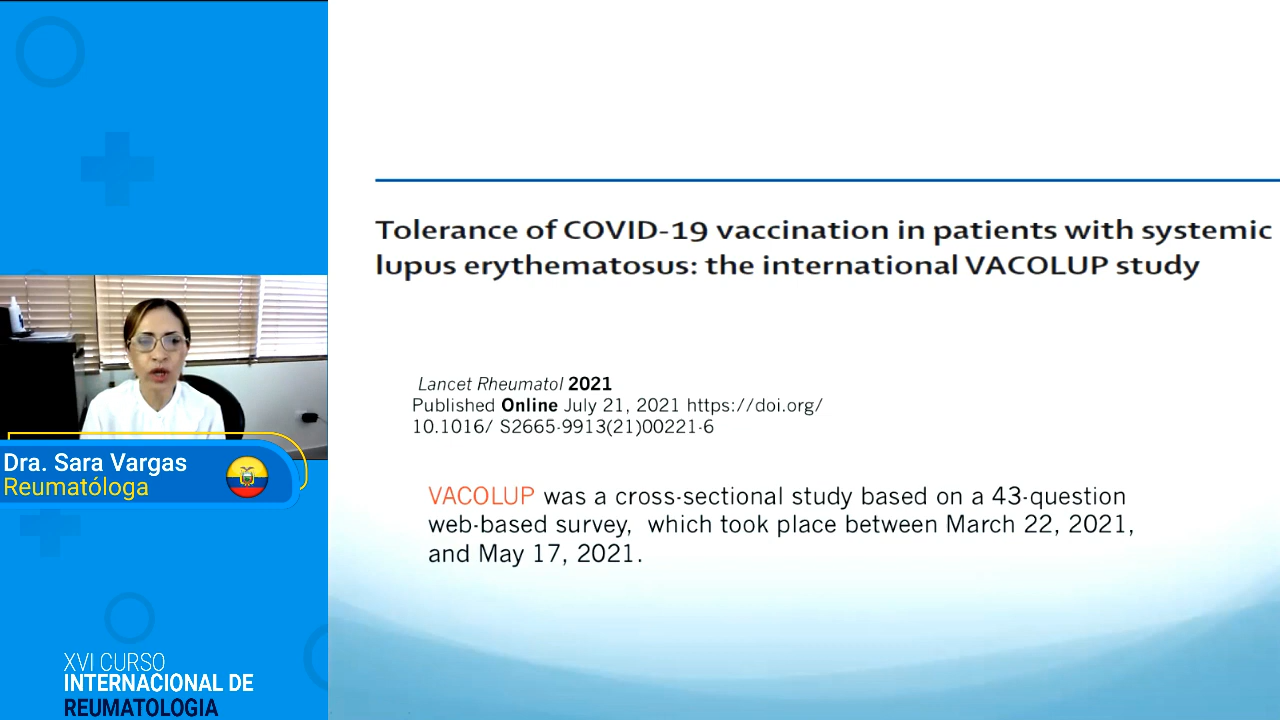 Tolerance of COVID-19 vaccination in patients with systemic
lupus erythematosus: the international VACOLUP study
Lancet Rheumatol 2021
Published Online July 21, 2021 https://doi.org/
10.1016/ S2665-9913(21)00221-6
VACOLUP was a cross-sectional study based on a 43-question
web-based survey, which took place between March 22, 2021,
and May 17, 2021.
Dra. Sara Vargas
Reumatóloga
XVI CURSO
INTERNACIONAL DE
REUMATOLOGIA